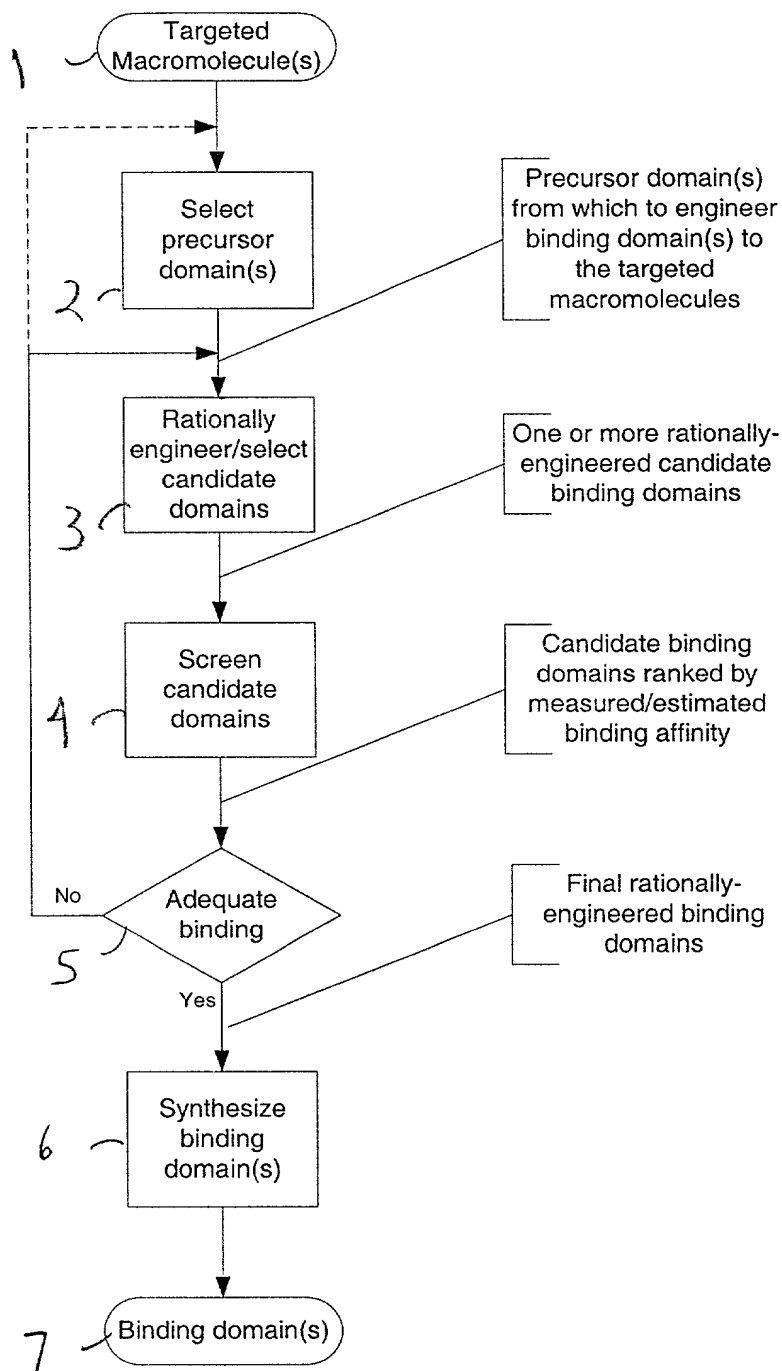 Targeted
Macromolecule(s)
1
Select
precursor
domain(s)
2
Precursor domain(s)
from which to engineer
binding domain(s) to
the targeted
macromolecules
Rationally
engineer/select
candidate
domains
3
One or more rationally-
engineered candidate
binding domains
Screen
candidate
domains
4
Candidate binding
domains ranked by
measured/estimated
binding affinity
No
Adequate
binding
5
Yes
Final rationally-
engineered binding
domains
Synthesize
binding
domain(s)
6
Binding domain(s)
7